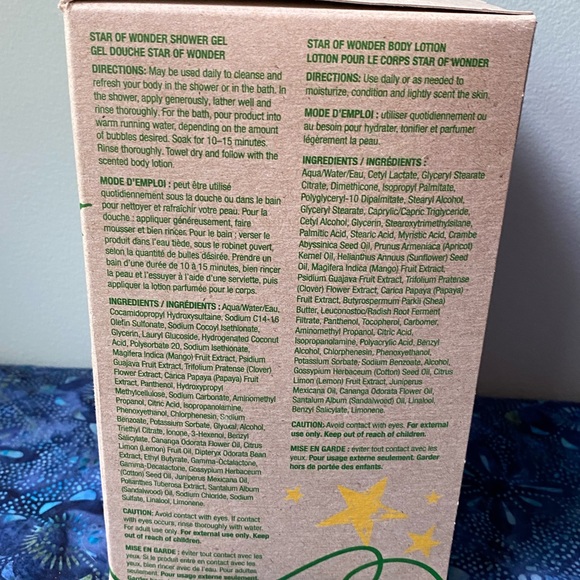 STAR OF WONDER SHOWER GEL
GEL DOUCHE STAR OF WONDER
DIRECTIONS: May be used daily to cleanse and
refresh your body in the shower or in the bath. In
the shower, apply generously, lather well and
rinse thoroughly. For the bath, pour product into
warm running water, depending on the amount
of bubbles desired. Soak for 10–15 minutes.
Rinse thoroughly. Towel dry and follow with the
scented body lotion.
MODE D'EMPLOI : peut être utilisé
quotidiennement sous la douche ou dans le bain
pour nettoyer et rafraîchir votre peau. Pour la
douche : appliquer généreusement, faire
mousser et bien rincer. Pour le bain : verser le
produit dans l'eau tiède, sous le robinet ouvert,
selon la quantité de bulles désirée. Prendre un
bain d'une durée de 10 à 15 minutes, bien rincer
la peau et l'essuyer à l'aide d'une serviette, puis
appliquer la lotion parfumée pour le corps.
INGREDIENTS / INGRÉDIENTS : Aqua/Water/Eau,
Cocamidopropyl Hydroxysultaine, Sodium C14-16
Olefin Sulfonate, Sodium Cocoyl Isethionate,
Glycerin, Lauryl Glucoside, Hydrogenated Coconut
Acid, Polysorbate 20, Sodium Isethionate,
Magifera Indica (Mango) Fruit Extract, Psidium
Guajava Fruit Extract, Trifolium Pratense (Clover)
Flower Extract, Carica Papaya (Papaya) Fruit
Extract, Panthenol, Hydroxypropyl
Methylcellulose, Sodium Carbonate, Aminomethyl
Propanol, Citric Acid, Isopropanolamine,
Phenoxyethanol, Chlorphenesin, Sodium
Benzoate, Potassium Sorbate, Glyoxal, Alcohol,
Triethyl Citrate, Ionone, 3-Hexenol, Benzyl
Salicylate, Cananga Odorata Flower Oil, Citrus
Limon (Lemon) Fruit Oil, Dipteryx Odorata Bean
Extract, Ethyl Butyrate, Gamma-Octalactone,
Gamma-Decalactone, Gossypium Herbaceum
(Cotton) Seed Oil, Juniperus Mexicana Oil,
Polianthes Tuberosa Extract, Santalum Album
(Sandalwood) Oil, Sodium Chloride, Sodium
Sulfate, Linalool, Limonene.
CAUTION: Avoid contact with eyes. If contact
with eyes occurs, rinse thoroughly with water.
For adult use only. For external use only. Keep
out of reach of children.
MISE EN GARDE : éviter tout contact avec les
yeux. Si le produit entre en contact avec les yeux,
bien rincer avec de l'eau. Pour adultes
seulement. Pour usage externe seulement.
STAR OF WONDER BODY LOTION
LOTION POUR LE CORPS STAR OF WONDER
DIRECTIONS: Use daily or as needed to
moisturize, condition and lightly scent the skin.
MODE D'EMPLOI : utiliser quotidiennement ou
au besoin pour hydrater, tonifier et parfumer
légèrement la peau.
INGREDIENTS / INGRÉDIENTS :
Aqua/Water/Eau, Cetyl Lactate, Glyceryl Stearate
Citrate, Dimethicone, Isopropyl Palmitate,
Polyglyceryl-10 Dipalmitate, Stearyl Alcohol,
Glyceryl Stearate, Caprylic/Capric Triglyceride,
Cetyl Alcohol, Glycerin, Stearoxytrimethylsilane,
Palmitic Acid, Stearic Acid, Myristic Acid, Crambe
Abyssinica Seed Oil, Prunus Armeniaca (Apricot)
Kernel Oil, Helianthus Annuus (Sunflower) Seed
Oil, Magifera Indica (Mango) Fruit Extract,
Psidium Guajava Fruit Extract, Trifolium Pratense
(Clover) Flower Extract, Carica Papaya (Papaya)
Fruit Extract, Butyrospermum Parkii (Shea)
Butter, Leuconostoc/Radish Root Ferment
Filtrate, Panthenol, Tocopherol, Carbomer,
Aminomethyl Propanol, Citric Acid,
Isopropanolamine, Polyacrylic Acid, Benzyl
Alcohol, Chlorphenesin, Phenoxyethanol,
Potassium Sorbate, Sodium Benzoate, Alcohol,
Gossypium Herbaceum (Cotton) Seed Oil, Citrus
Limon (Lemon) Fruit Extract, Juniperus
Mexicana Oil, Cananga Odorata Flower Oil,
Santalum Album (Sandalwood) Oil, Linalool,
Benzyl Salicylate, Limonene.
CAUTION: Avoid contact with eyes. For external
use only. Keep out of reach of children.
MISE EN GARDE : éviter tout contact avec les
yeux. Pour usage externe seulement. Garder
hors de portée des enfants.